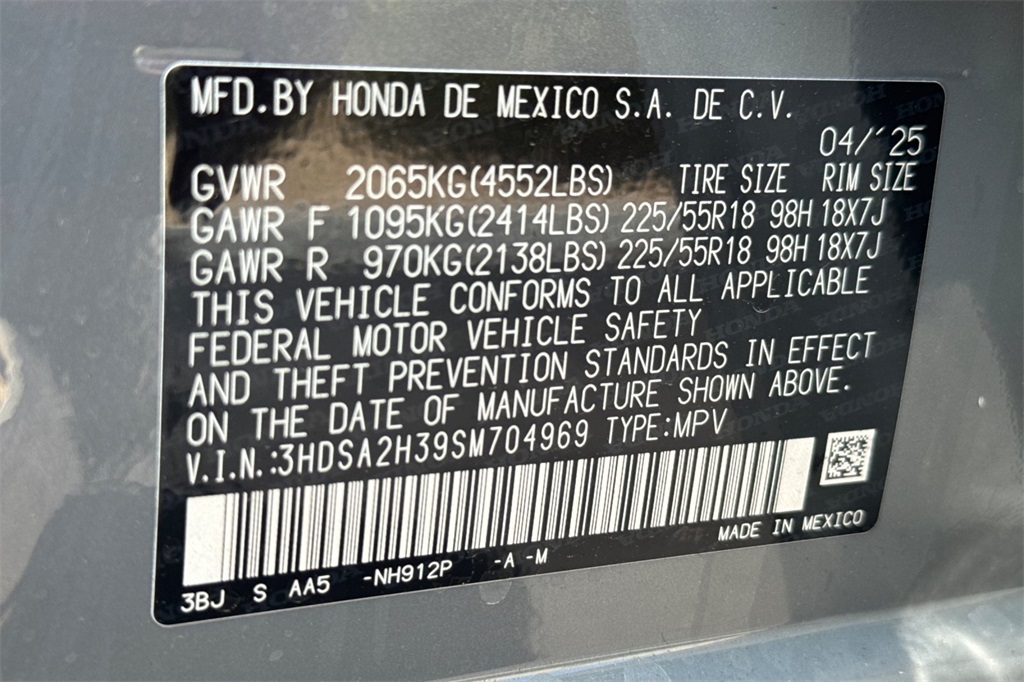 MFD.BY HONDA DE MEXICO S.A. DE C.V.
04/'25
GVWR 2065KG(4552LBS) TIRE SIZE RIM SIZE
GAWR F 1095KG(2414LBS) 225/55R18 98H 18X7J
GAWR R 970KG(2138LBS) 225/55R18 98H 18X7J
THIS VEHICLE CONFORMS TO ALL APPLICABLE
FEDERAL MOTOR VEHICLE SAFETY
AND THEFT PREVENTION STANDARDS IN EFFECT
ON THE DATE OF MANUFACTURE SHOWN ABOVE.
V.I.N.:3HDSA2H39SM704969 TYPE:MPV
MADE IN MEXICO
3BJ S AA5 -NH912P -A -M